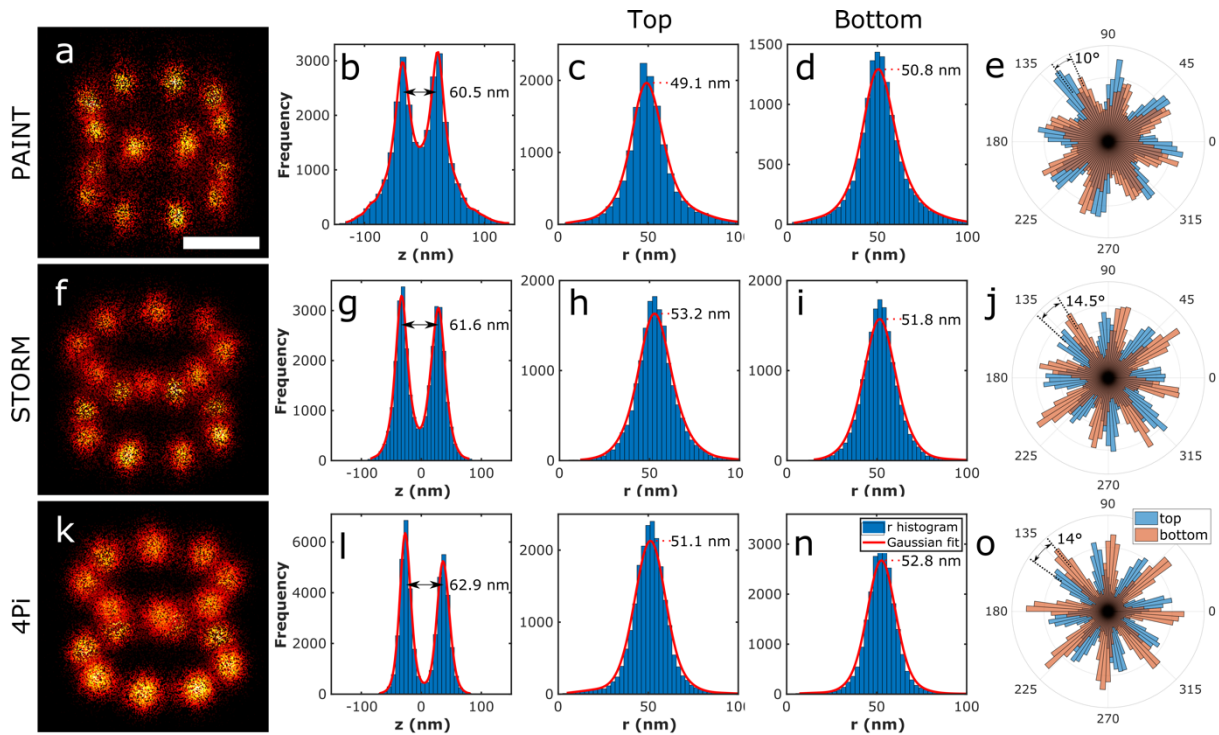 Top Bottom
PAINT
a
b
Frequency
3000
2000
1000
0
60.5 nm
-100 0 100
z (nm)
c
2000
1000
0
49.1 nm
0 50 100
r (nm)
d
1500
1000
500
0
50.8 nm
0 50 100
r (nm)
e
10°
90
135 45
180 0
225 315
270
STORM
f
g
Frequency
3000
2000
1000
0
61.6 nm
-100 0 100
z (nm)
h
2000
1000
0
53.2 nm
0 50 100
r (nm)
i
2000
1000
0
51.8 nm
0 50 100
r (nm)
j
14.5°
90
135 45
180 0
225 315
270
4Pi
k
l
Frequency
6000
4000
2000
0
62.9 nm
-100 0 100
z (nm)
2000
1000
0
51.1 nm
0 50 100
r (nm)
n
r histogram
Gaussian fit
3000
2000
1000
0
52.8 nm
0 50 100
r (nm)
o
top
bottom
14°
90
135
180 0
225 315
270